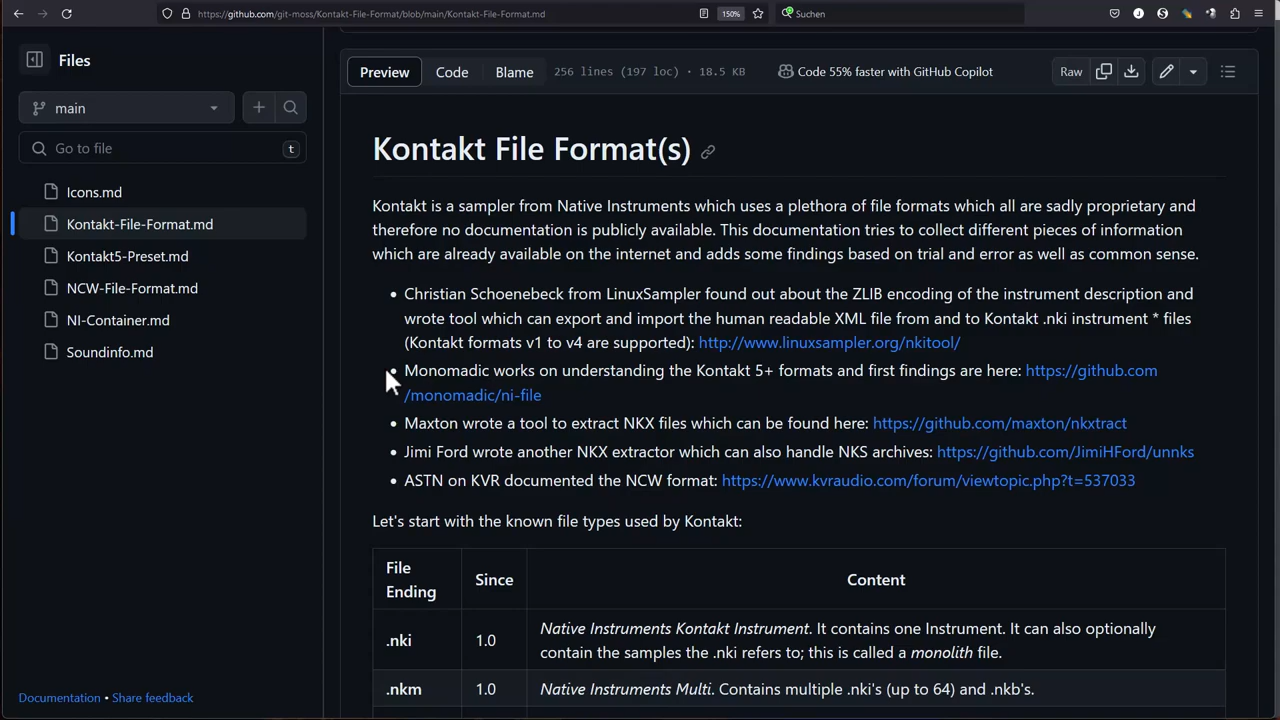 https://github.com/git-moss/Kontakt-File-Format/blob/main/Kontakt-File-Format.md
150%
Suchen
Files
main
Go to file
t
Icons.md
Kontakt-File-Format.md
Kontakt5-Preset.md
NCW-File-Format.md
NI-Container.md
Soundinfo.md
Documentation • Share feedback
Preview
Code
Blame
256 lines (197 loc) · 18.5 KB
Code 55% faster with GitHub Copilot
Raw
Kontakt File Format(s)
Kontakt is a sampler from Native Instruments which uses a plethora of file formats which all are sadly proprietary and
therefore no documentation is publicly available. This documentation tries to collect different pieces of information
which are already available on the internet and adds some findings based on trial and error as well as common sense.
• Christian Schoenebeck from LinuxSampler found out about the ZLIB encoding of the instrument description and
wrote tool which can export and import the human readable XML file from and to Kontakt .nki instrument * files
(Kontakt formats v1 to v4 are supported): http://www.linuxsampler.org/nkitool/
• Monomadic works on understanding the Kontakt 5+ formats and first findings are here: https://github.com
/monomadic/ni-file
• Maxton wrote a tool to extract NKX files which can be found here: https://github.com/maxton/nkxtract
• Jimi Ford wrote another NKX extractor which can also handle NKS archives: https://github.com/JimiHFord/unnks
• ASTN on KVR documented the NCW format: https://www.kvraudio.com/forum/viewtopic.php?t=537033
Let's start with the known file types used by Kontakt:
File
Ending
Since
Content
.nki
1.0
Native Instruments Kontakt Instrument. It contains one Instrument. It can also optionally
contain the samples the .nki refers to; this is called a monolith file.
.nkm
1.0
Native Instruments Multi. Contains multiple .nki's (up to 64) and .nkb's.